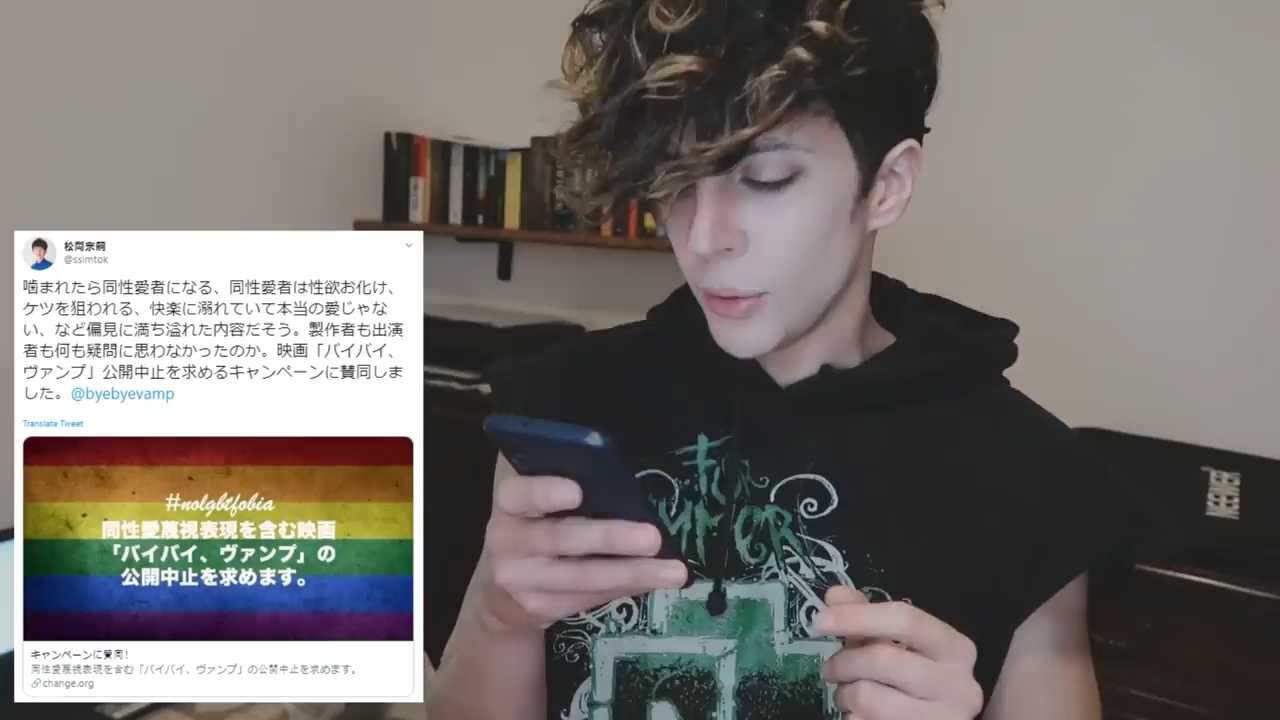 松岡宗嗣
@ssimtok
噛まれたら同性愛者になる、同性愛者は性欲お化け、
ケツを狙われる、快楽に溺れていて本当の愛じゃな
い、など偏見に満ち溢れた内容だそう。製作者も出演
者も何も疑問に思わなかったのか。映画「バイバイ、
ヴァンプ」公開中止を求めるキャンペーンに賛同しま
した。@byebyevamp
Translate Tweet
#nolgbtfobia
同性愛蔑視表現を含む映画
「バイバイ、ヴァンプ」の
公開中止を求めます。
キャンペーンに賛同!
同性愛蔑視表現を含む「バイバイ、ヴァンプ」の公開中止を求めます。
change.org
NEEWER